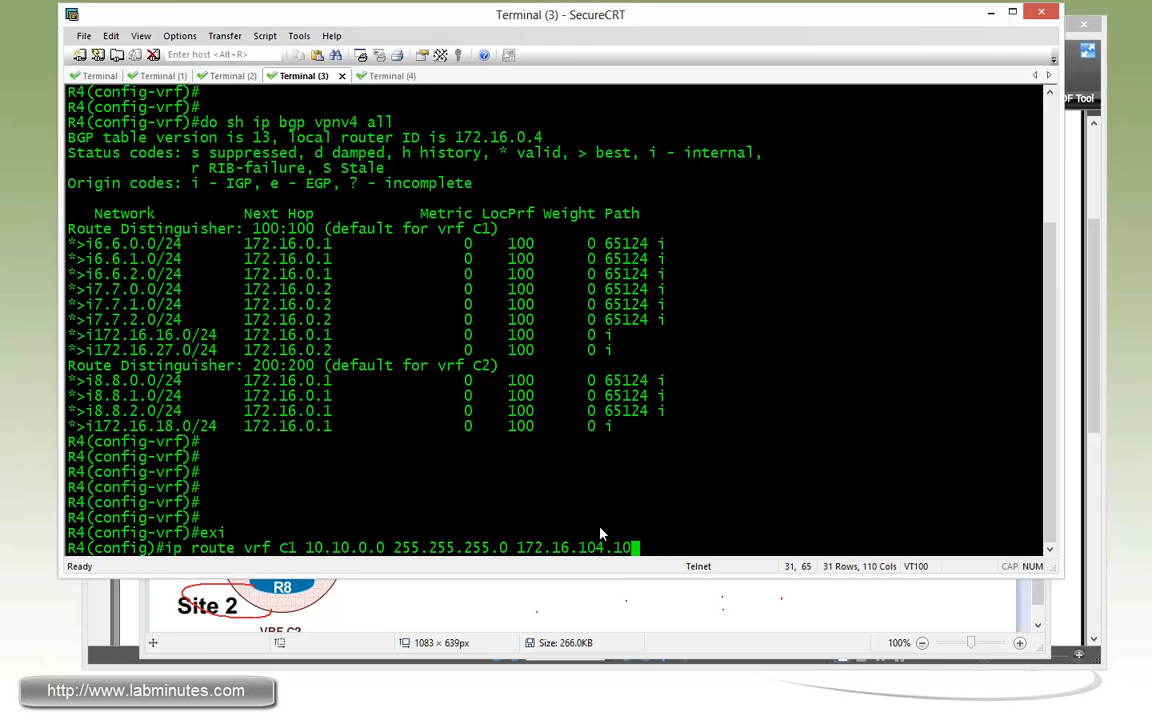 Terminal (3) - SecureCRT
File Edit View Options Transfer Script Tools Help
Enter host <Alt+R>
Terminal Terminal (1) Terminal (2) Terminal (3) Terminal (4)
DF Tool
R4(config-vrf)#
R4(config-vrf)#
R4(config-vrf)#do sh ip bgp vpnv4 all
BGP table version is 13, local router ID is 172.16.0.4
Status codes: s suppressed, d damped, h history, * valid, > best, i - internal,
r RIB-failure, S Stale
Origin codes: i - IGP, e - EGP, ? - incomplete
Network Next Hop Metric LocPrf Weight Path
Route Distinguisher: 100:100 (default for vrf C1)
*>i6.6.0.0/24 172.16.0.1 0 100 0 65124 i
*>i6.6.1.0/24 172.16.0.1 0 100 0 65124 i
*>i6.6.2.0/24 172.16.0.1 0 100 0 65124 i
*>i7.7.0.0/24 172.16.0.2 0 100 0 65124 i
*>i7.7.1.0/24 172.16.0.2 0 100 0 65124 i
*>i7.7.2.0/24 172.16.0.2 0 100 0 65124 i
*>i172.16.16.0/24 172.16.0.1 0 100 0 i
*>i172.16.27.0/24 172.16.0.2 0 100 0 i
Route Distinguisher: 200:200 (default for vrf C2)
*>i8.8.0.0/24 172.16.0.1 0 100 0 65124 i
*>i8.8.1.0/24 172.16.0.1 0 100 0 65124 i
*>i8.8.2.0/24 172.16.0.1 0 100 0 65124 i
*>i172.16.18.0/24 172.16.0.1 0 100 0 i
R4(config-vrf)#
R4(config-vrf)#
R4(config-vrf)#
R4(config-vrf)#
R4(config-vrf)#
R4(config-vrf)#
R4(config-vrf)#exi
R4(config)#ip route vrf C1 10.10.0.0 255.255.255.0 172.16.104.10
Ready Telnet 31, 65 31 Rows, 110 Cols VT100 CAP NUM
R8
Site 2
VRF C2
1083 × 639px Size: 266.0KB 100%
http://www.labminutes.com